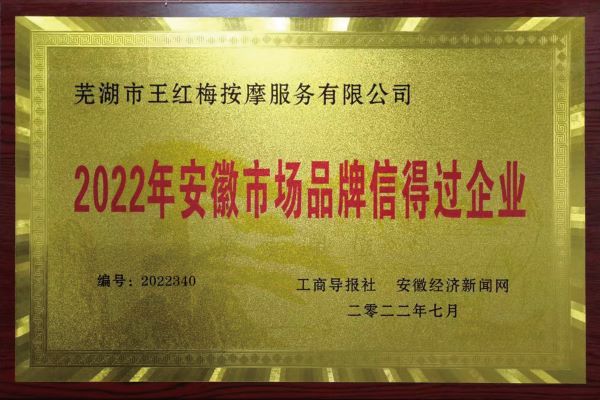 芜湖市王红梅按摩服务有限公司
2022年安徽市场品牌信得过企业
编号：2022340
工商导报社 安徽经济新闻网
二零二二年七月